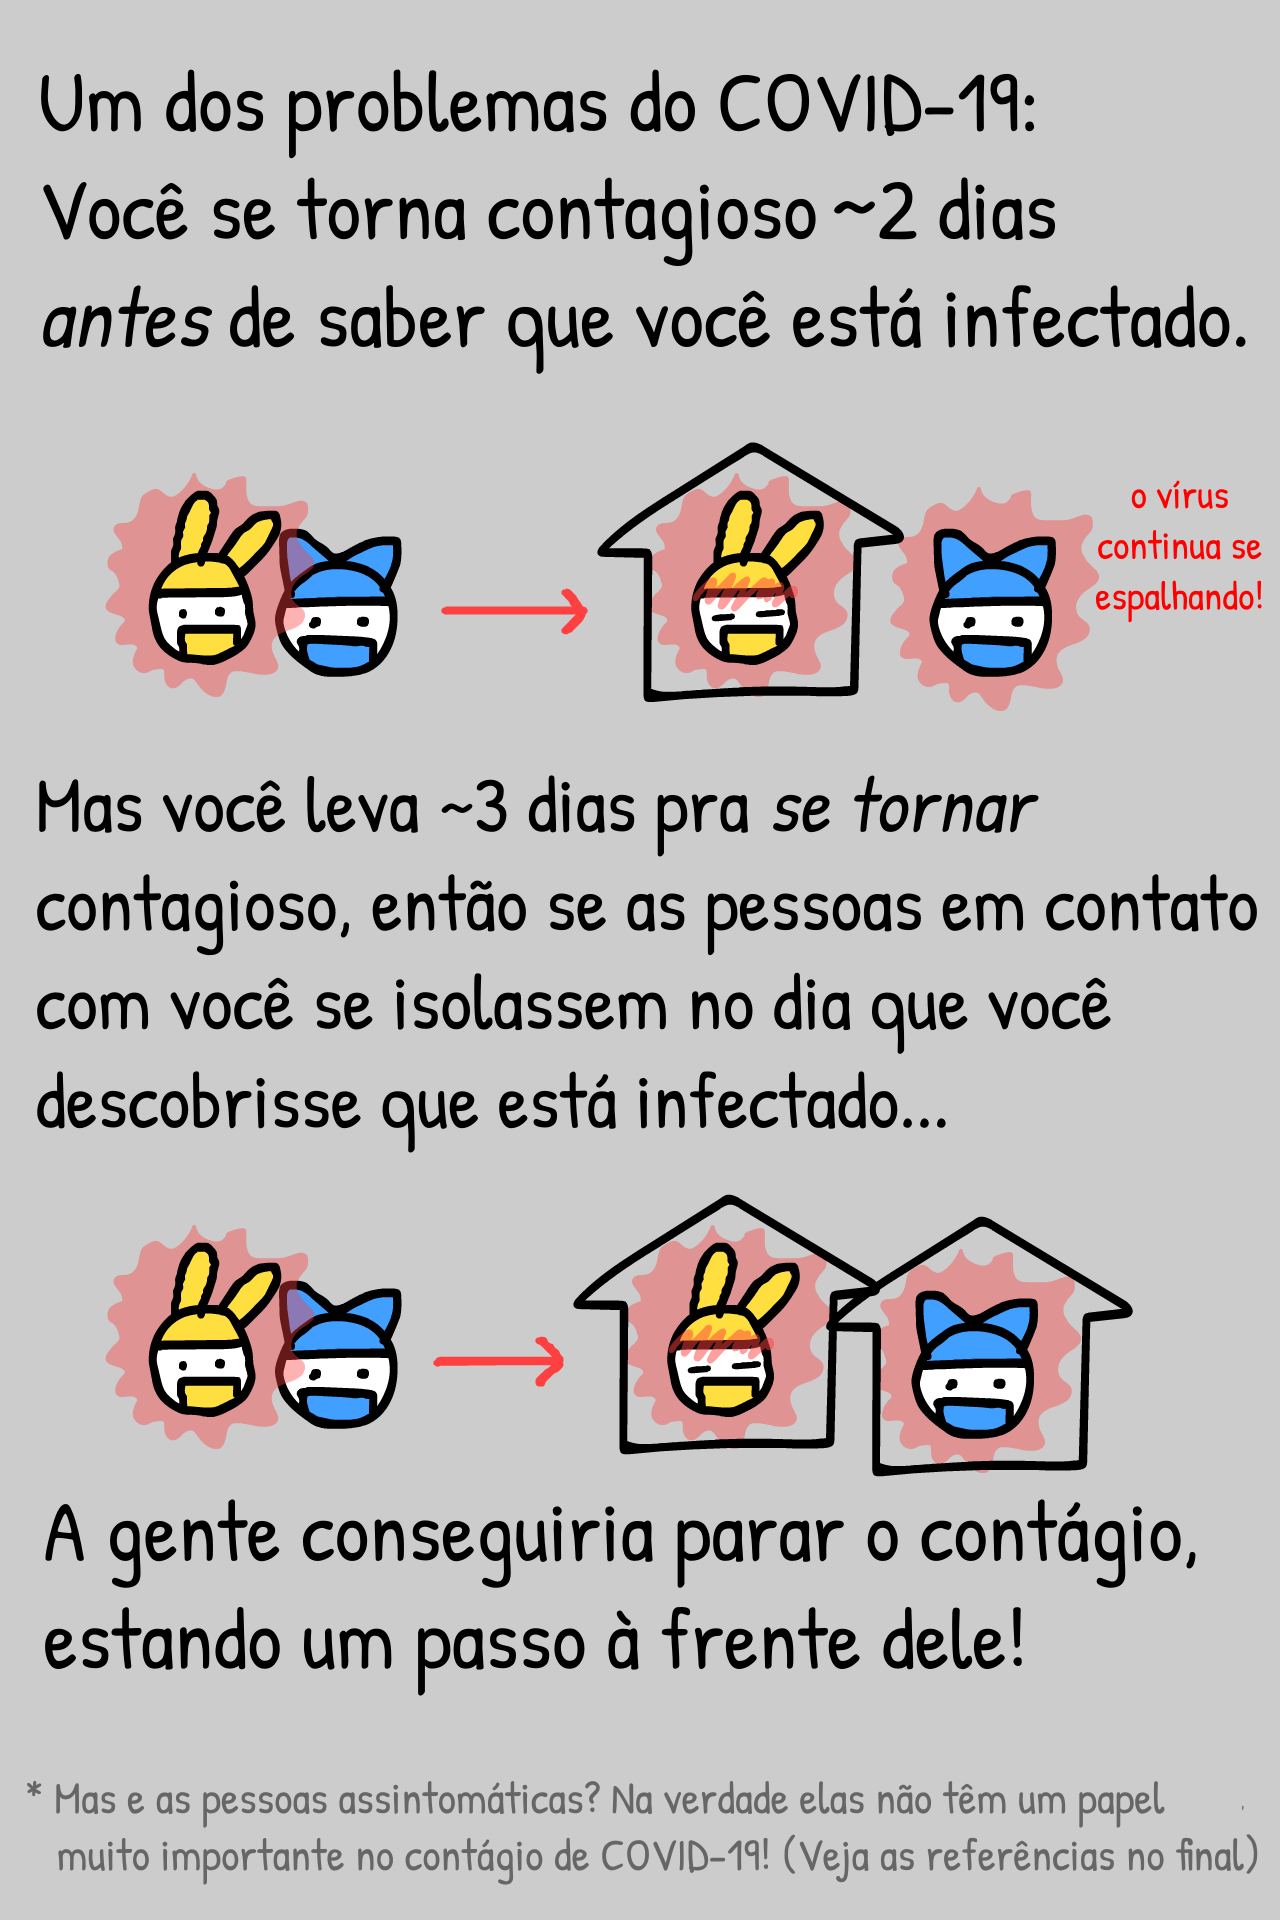 Um dos problemas do COVID-19:
Você se torna contagioso ~2 dias
antes de saber que você está infectado.
o vírus
continua se
espalhando!
Mas você leva ~3 dias pra se tornar
contagioso, então se as pessoas em contato
com você se isolassem no dia que você
descobrisse que está infectado...
A gente conseguiria parar o contágio,
estando um passo à frente dele!
* Mas e as pessoas assintomáticas? Na verdade elas não têm um papel
muito importante no contágio de COVID-19! (Veja as referências no final)